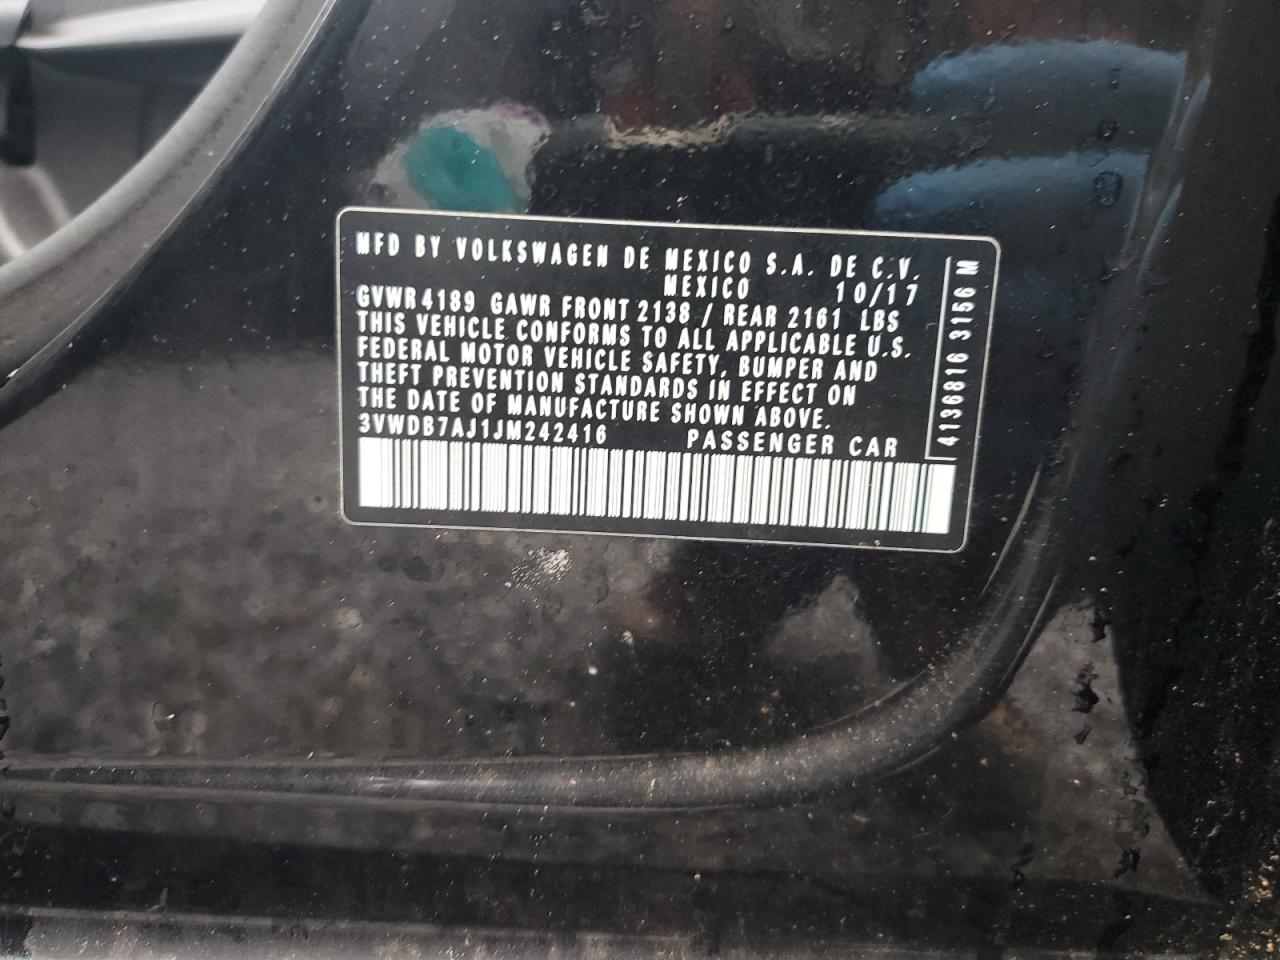 MFD BY VOLKSWAGEN DE MEXICO S.A. DE C.V.
MEXICO 10/17
GVWR 4189 GAWR FRONT 2138 / REAR 2161 LBS
THIS VEHICLE CONFORMS TO ALL APPLICABLE U.S.
FEDERAL MOTOR VEHICLE SAFETY, BUMPER AND
THEFT PREVENTION STANDARDS IN EFFECT ON
THE DATE OF MANUFACTURE SHOWN ABOVE.
3VWDB7AJ1JM242416 PASSENGER CAR
4136816 3156 M